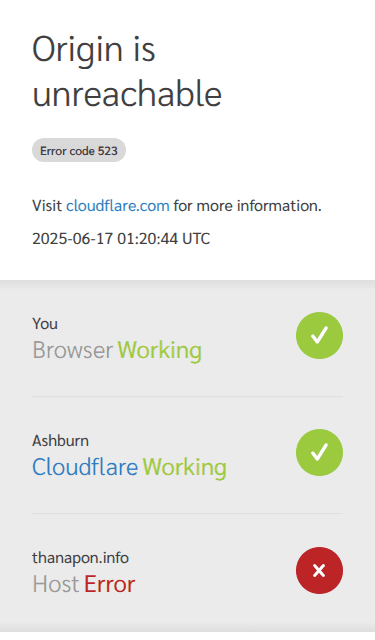 Origin is
unreachable
Error code 523
Visit cloudflare.com for more information.
2025-06-17 01:20:44 UTC
You
Browser Working
Ashburn
Cloudflare Working
thanapon.info
Host Error